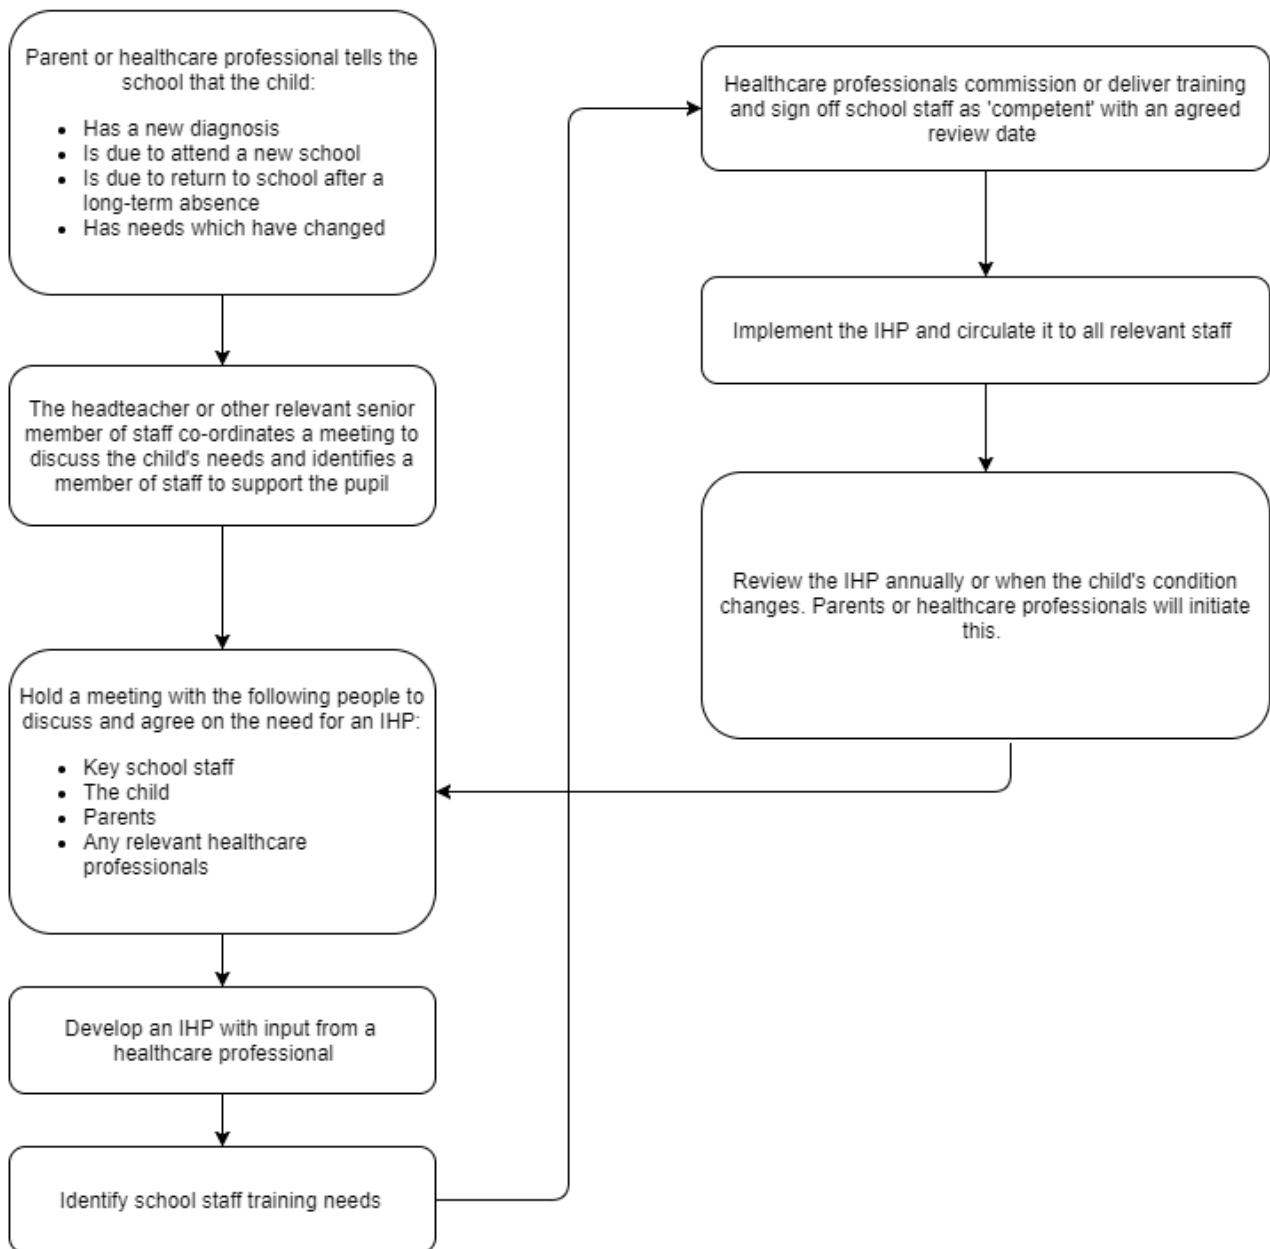 Parent or healthcare professional tells the
school that the child:
• Has a new diagnosis
• Is due to attend a new school
• Is due to return to school after a
long-term absence
• Has needs which have changed
The headteacher or other relevant senior
member of staff co-ordinates a meeting to
discuss the child's needs and identifies a
member of staff to support the pupil
Hold a meeting with the following people to
discuss and agree on the need for an IHP:
• Key school staff
• The child
• Parents
• Any relevant healthcare
professionals
Develop an IHP with input from a
healthcare professional
Identify school staff training needs
Healthcare professionals commission or deliver training
and sign off school staff as 'competent' with an agreed
review date
Implement the IHP and circulate it to all relevant staff
Review the IHP annually or when the child's condition
changes. Parents or healthcare professionals will initiate
this.